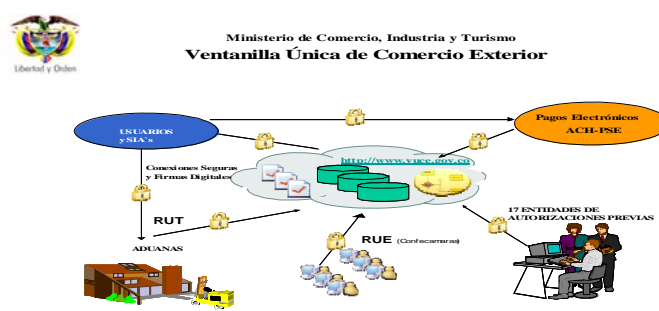 Ministerio de Comercio, Industria y Turismo
Ventanilla Única de Comercio Exterior
Libertad y Orden
USUARIOS
y SIA`s
Pagos Electrónicos
ACH-PSE
http://www.vuce.gov.co
Conexiones Seguras
y Firmas Digitales
RUT
ADUANAS
RUE (Confecamaras)
17 ENTIDADES DE
AUTORIZACIONES PREVIAS